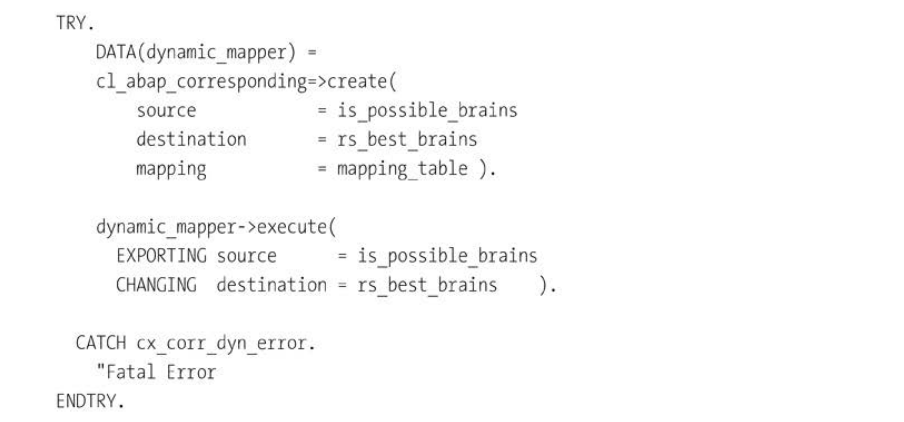 TRY.
DATA(dynamic_mapper) =
cl_abap_corresponding=>create(
source = is_possible_brains
destination = rs_best_brains
mapping = mapping_table ).
dynamic_mapper->execute(
EXPORTING source = is_possible_brains
CHANGING destination = rs_best_brains ).
CATCH cx_corr_dyn_error.
"Fatal Error
ENDTRY.